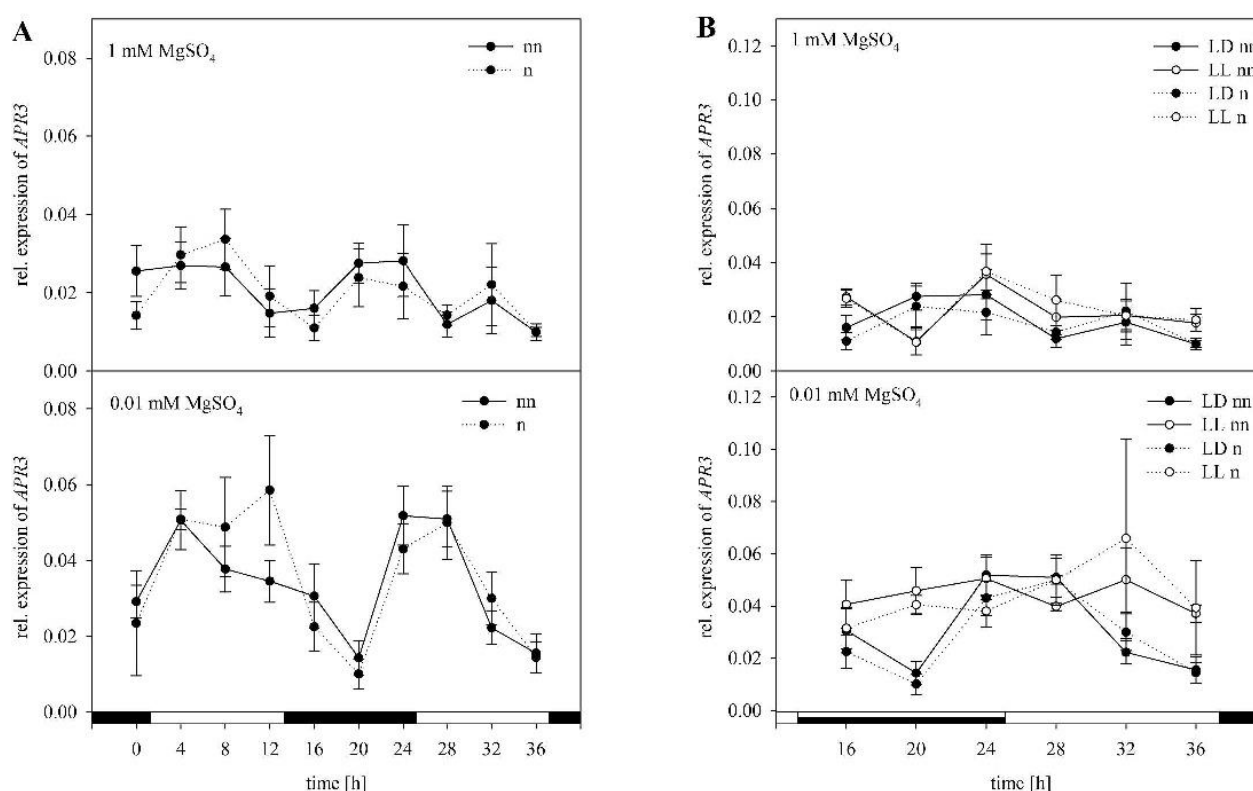 A
1 mM MgSO₄
nn
n
rel. expression of APR3
0.08
0.06
0.04
0.02
0.00
0.01 mM MgSO₄
nn
n
rel. expression of APR3
0.08
0.06
0.04
0.02
0.00
0 4 8 12 16 20 24 28 32 36
time [h]
B
1 mM MgSO₄
LD nn
LL nn
LD n
LL n
rel. expression of APR3
0.12
0.10
0.08
0.06
0.04
0.02
0.00
0.01 mM MgSO₄
LD nn
LL nn
LD n
LL n
rel. expression of APR3
0.12
0.10
0.08
0.06
0.04
0.02
0.00
16 20 24 28 32 36
time [h]